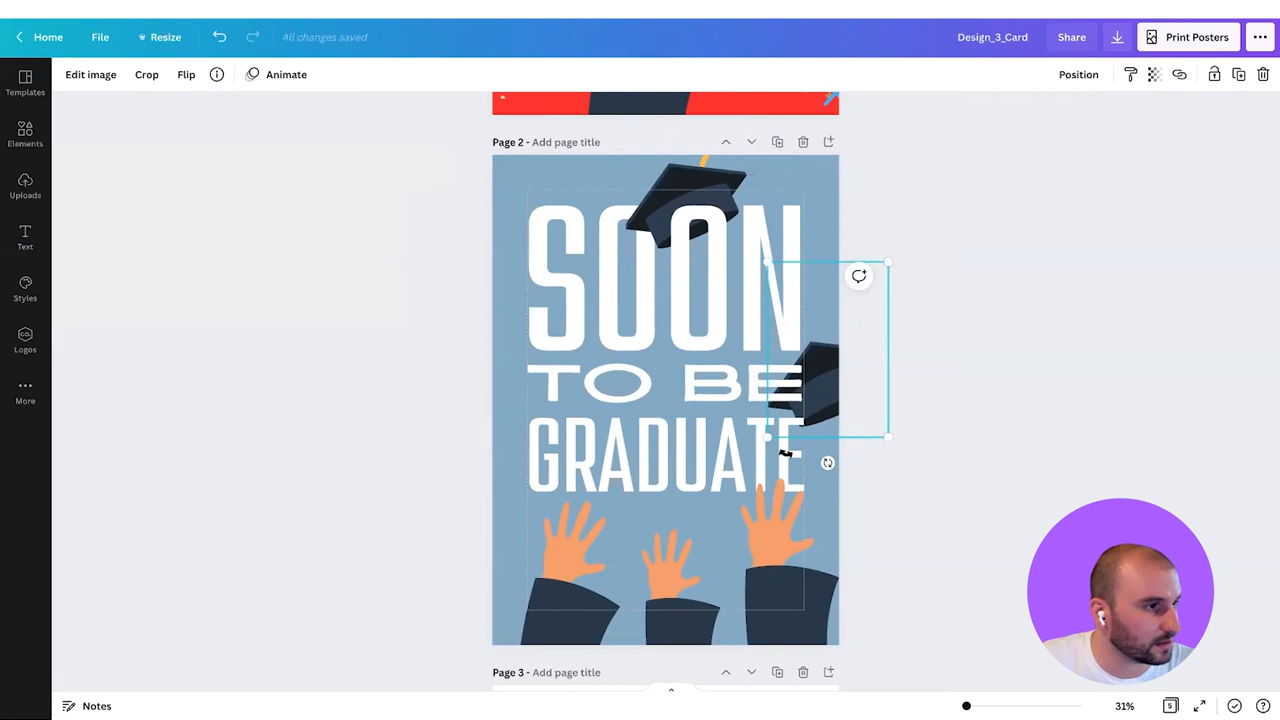 Home File Resize All changes saved Design_3_Card Share Print Posters
Edit image Crop Flip Animate Position
Templates
Elements
Uploads
Text
Styles
CO.
Logos
More
Page 2 - Add page title
SOON
TO BE
GRADUATE
Page 3 - Add page title
Notes 31% 5